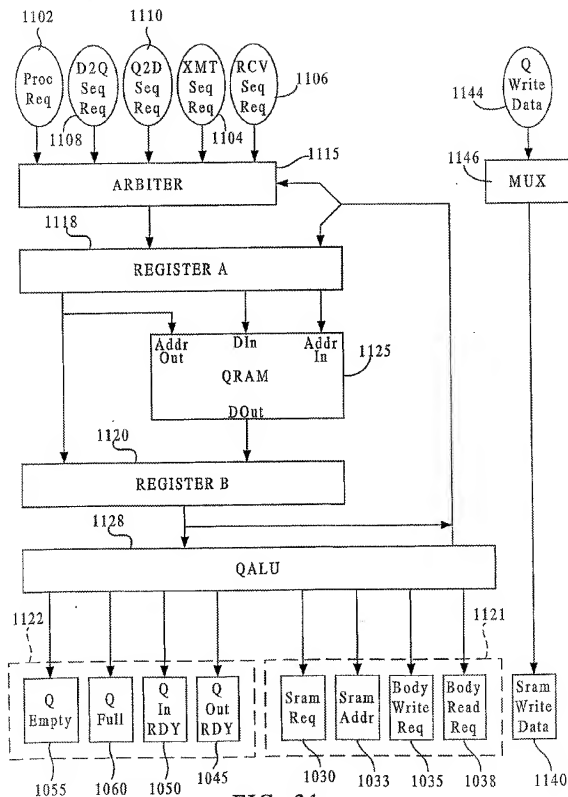 1102
1110
Proc
Req
D2Q
Seq
Req
Q2D
Seq
Req
XMT
Seq
Req
RCV
Seq
Req
1106
1108
1104
Q
Write
Data
1144
1115
ARBITER
1146
MUX
1118
REGISTER A
Addr
Out
DIn
Addr
In
1125
QRAM
DOut
1120
REGISTER B
1128
QALU
1122
1121
Q
Empty
Q
Full
Q
In
RDY
Q
Out
RDY
Sram
Req
Sram
Addr
Body
Write
Req
Body
Read
Req
Sram
Write
Data
1055
1060
1050
1045
1030
1033
1035
1038
1140